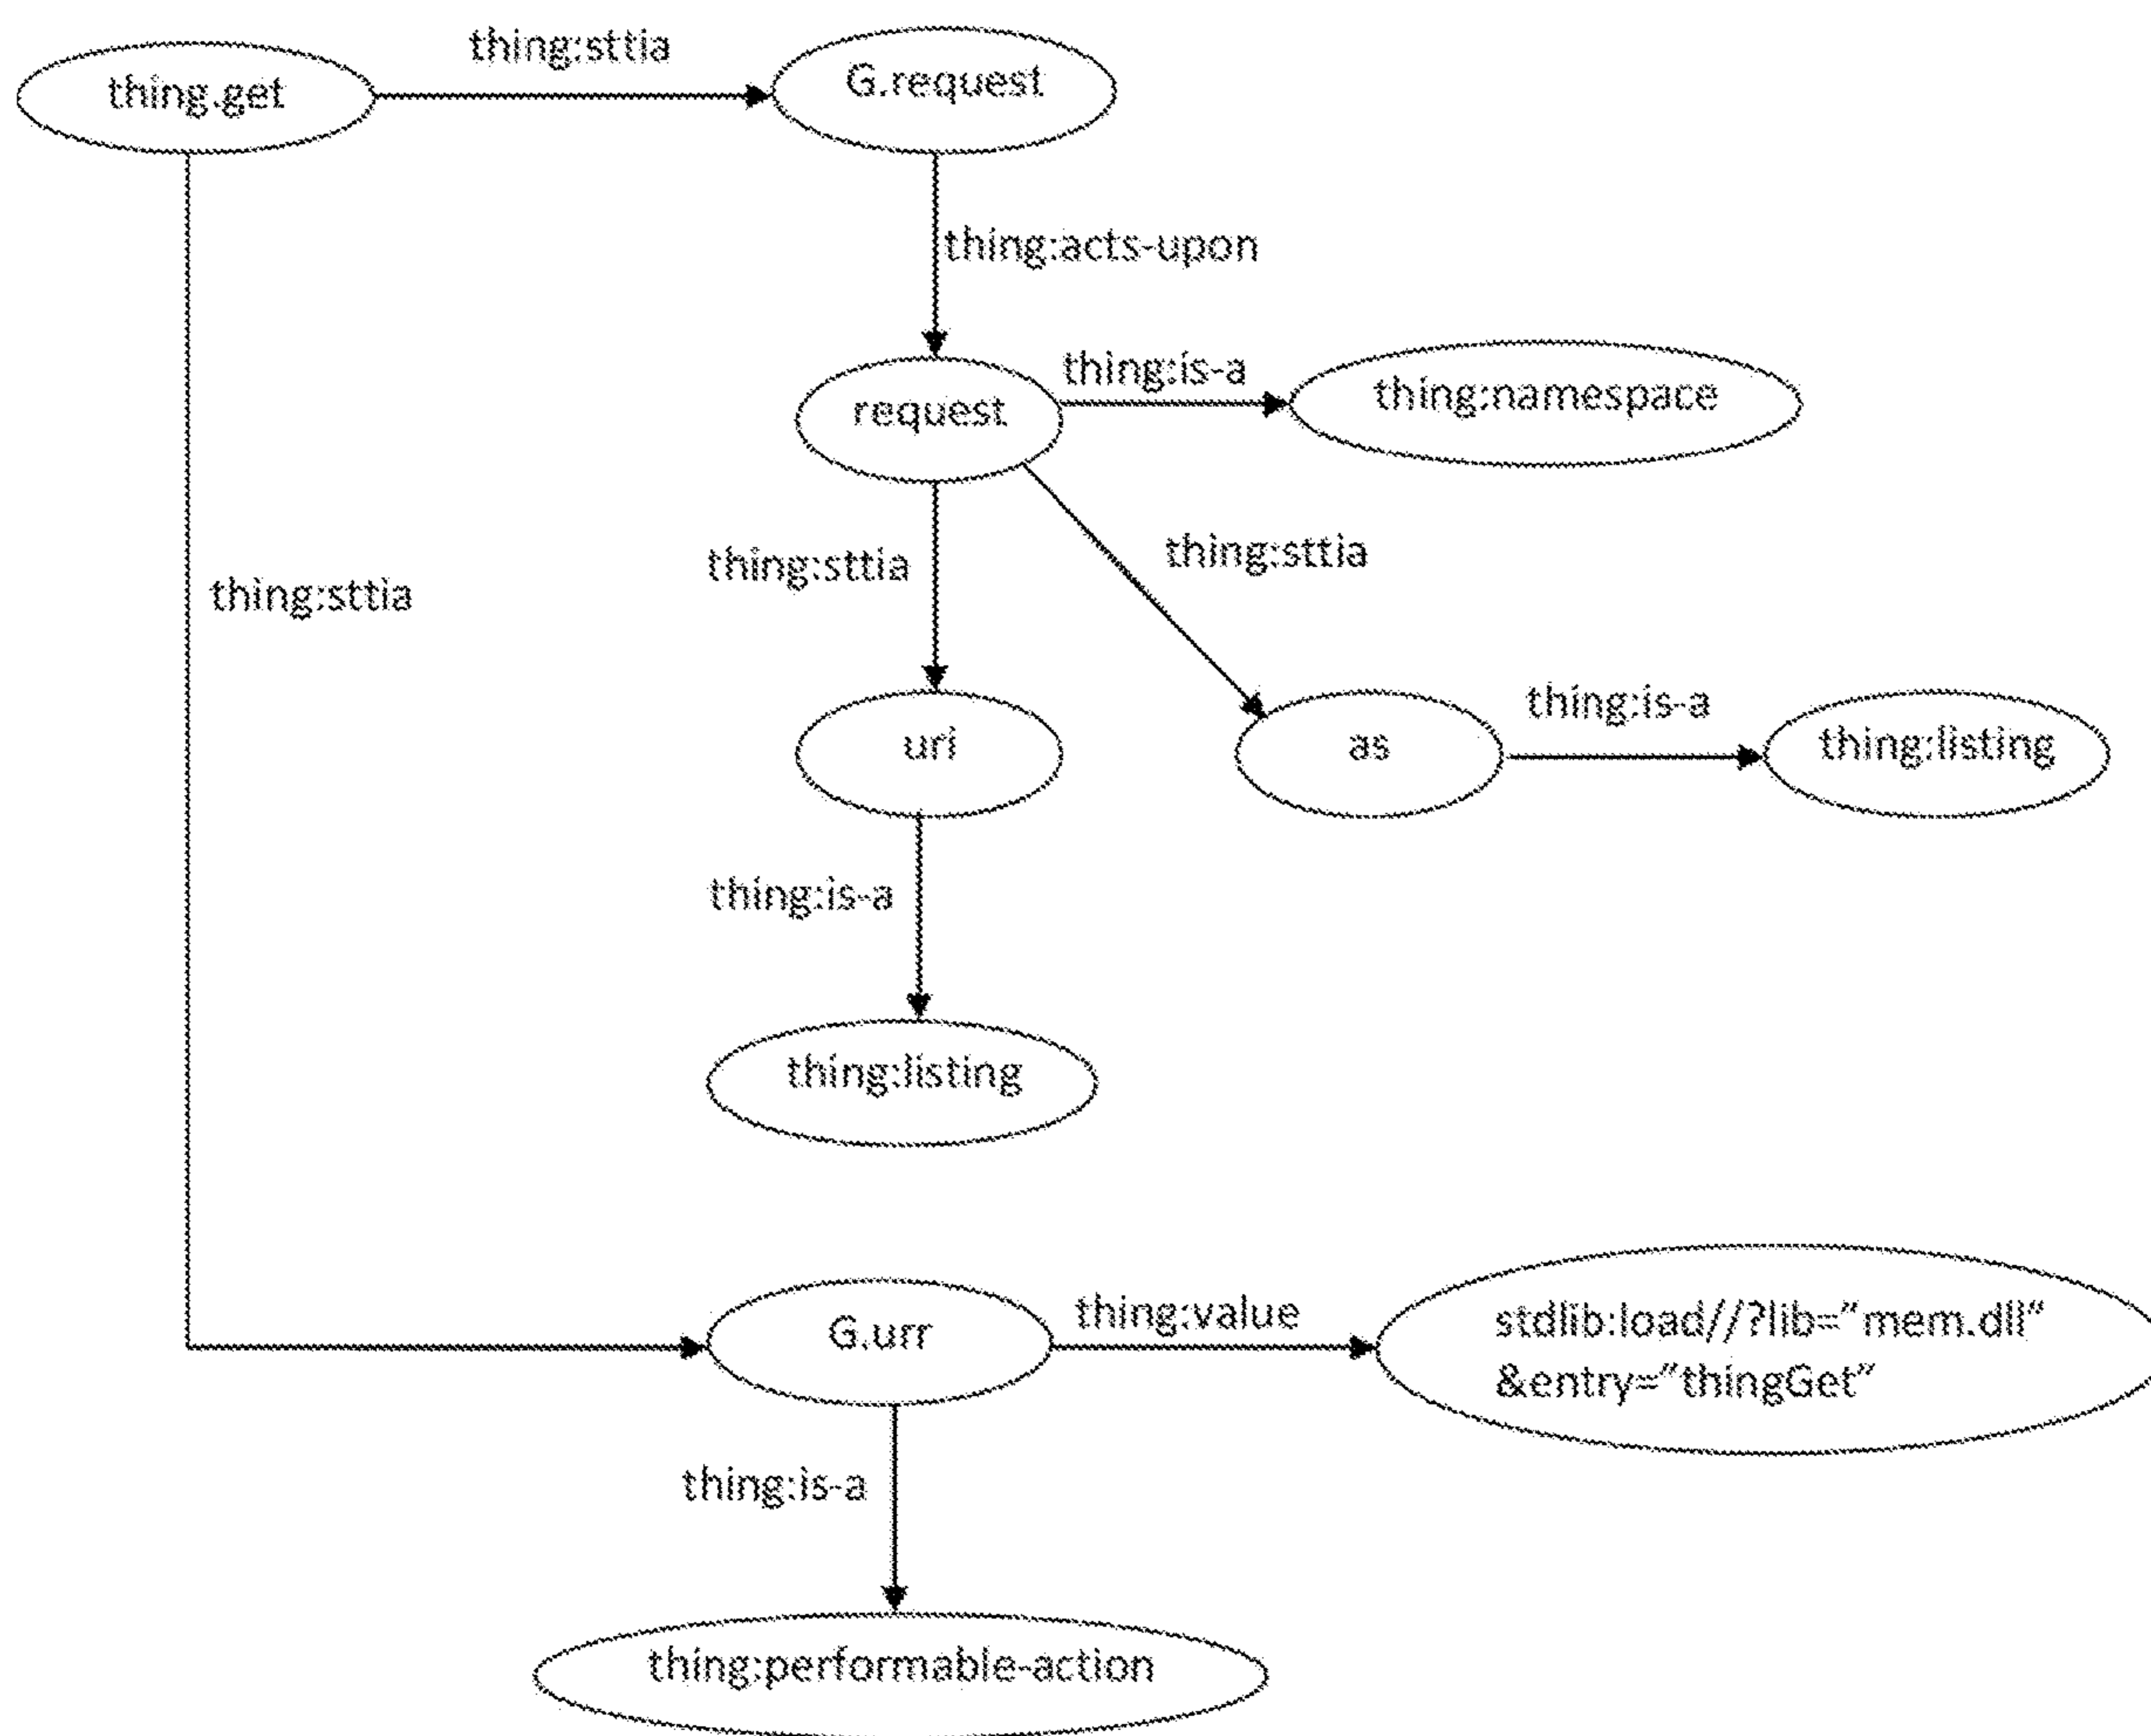 thing:sttia
thing.get
G.request
thing:acts-upon
thing:is-a
thing:namespace
request
thing:sttia
thing:sttia
thing:sttia
thing:is-a
uri
as
thing:listing
thing:is-a
thing:listing
thing:value
G.urr
stdlib:load//?lib="mem.dll"
&entry="thingGet"
thing:is-a
thing:performable-action